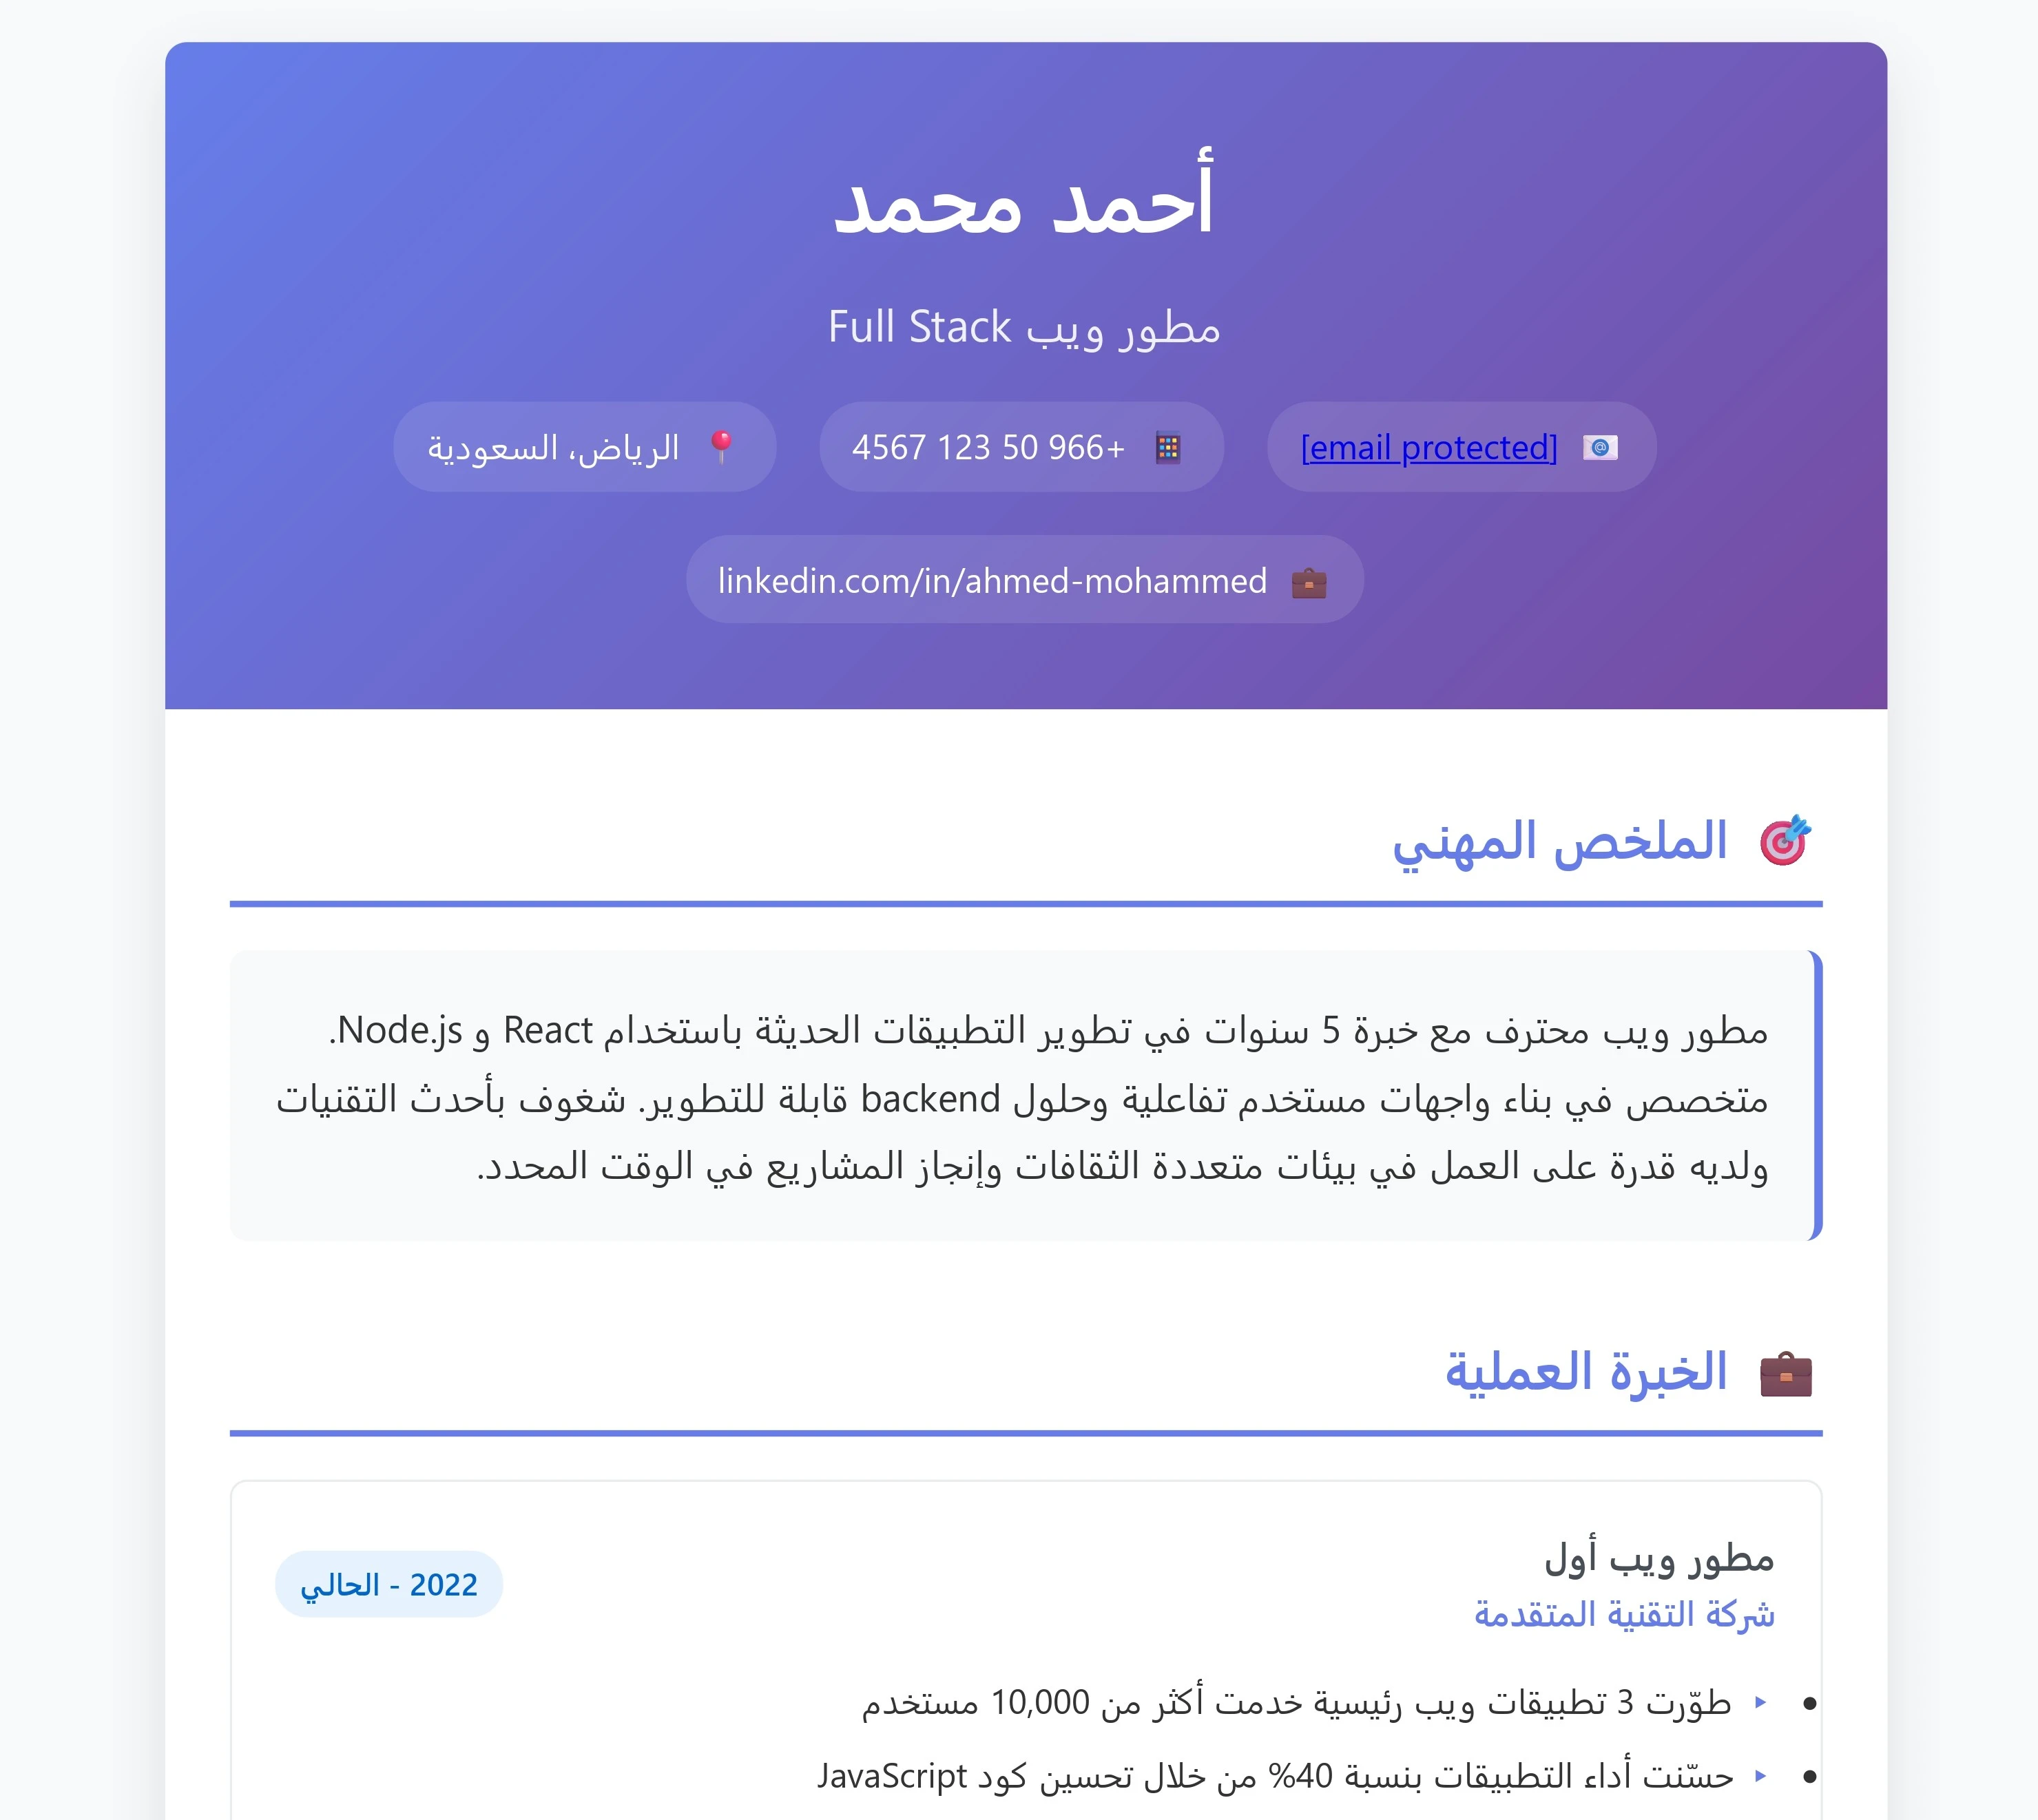 أحمد محمد
مطور ويب Full Stack
[email protected]
4567 123 50 966+
الرياض، السعودية
linkedin.com/in/ahmed-mohammed
الملخص المهني
مطور ويب محترف مع خبرة 5 سنوات في تطوير التطبيقات الحديثة باستخدام React و Node.js.
متخصص في بناء واجهات مستخدم تفاعلية وحلول backend قابلة للتطوير. شغوف بأحدث التقنيات
ولديه قدرة على العمل في بيئات متعددة الثقافات وإنجاز المشاريع في الوقت المحدد.
الخبرة العملية
مطور ويب أول
2022 - الحالي
شركة التقنية المتقدمة
طوّرت 3 تطبيقات ويب رئيسية خدمت أكثر من 10,000 مستخدم
حسّنت أداء التطبيقات بنسبة 40% من خلال تحسين كود JavaScript